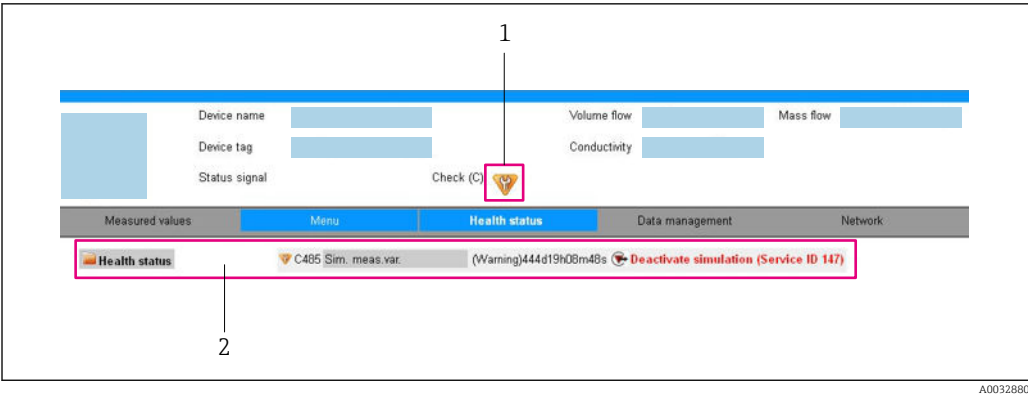 1
Device name Volume flow Mass flow
Device tag Conductivity
Status signal Check (C)
Measured values Menu Health status Data management Network
Health status C485 Sim. meas.var. (Warning)444d19h08m48s Deactivate simulation (Service ID 147)
2
A0032880